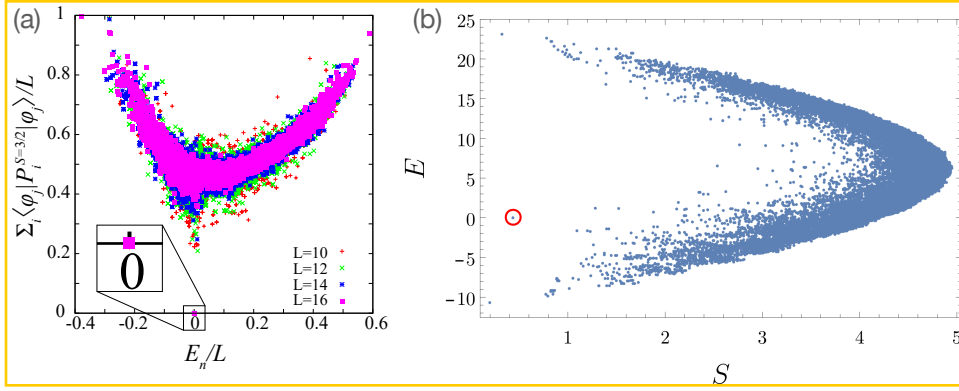 (a)
Σ_i⟨φ_j|P_i^{S=3/2}|φ_j⟩/L
1
0.8
0.6
0.4
0.2
0
0
L=10
L=12
L=14
L=16
-0.4
-0.2
0
0.2
0.4
0.6
E_n/L
(b)
E
25
20
15
10
5
0
−5
−10
1
2
3
4
5
S